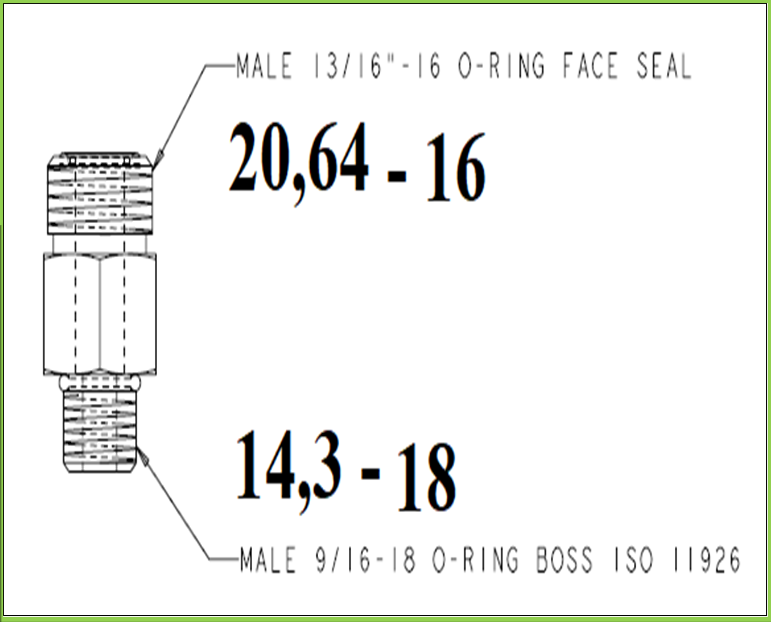 MALE 13/16"-16 O-RING FACE SEAL
20,64 - 16
14,3 - 18
MALE 9/16-18 O-RING BOSS ISO 11926